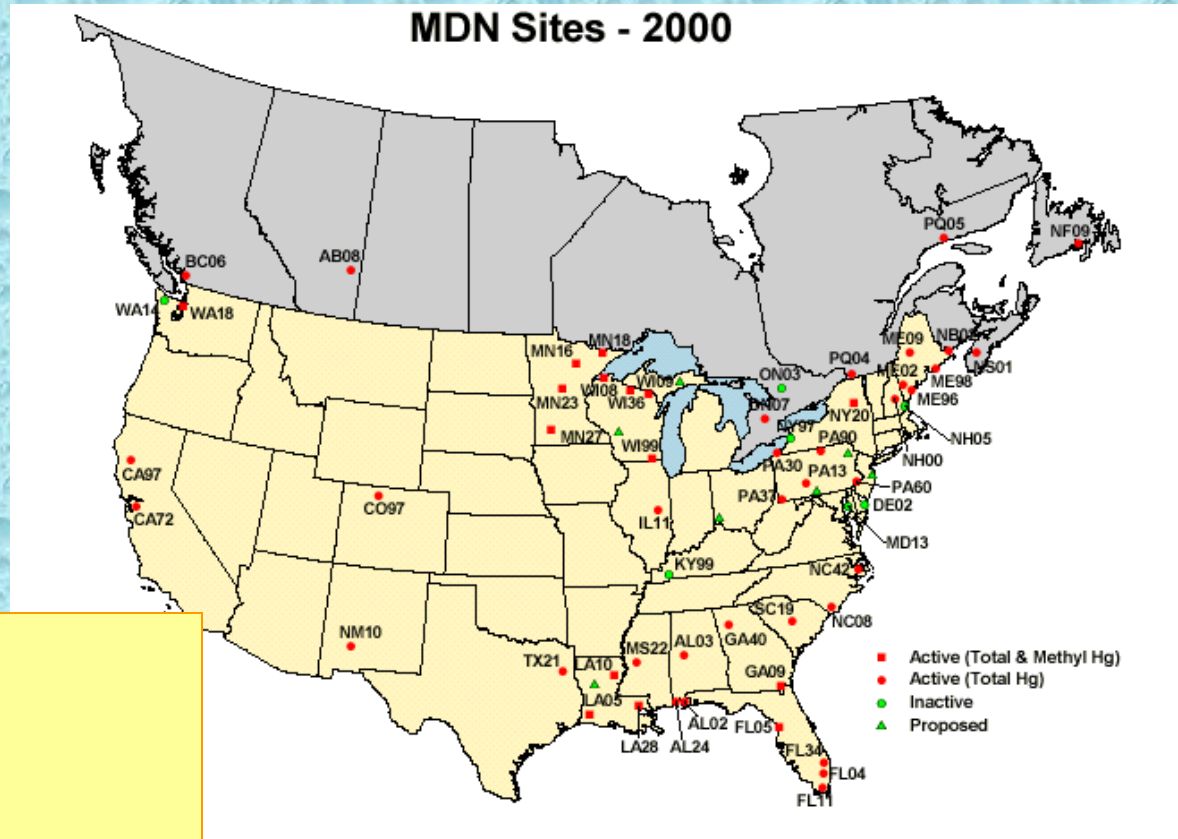 MDN Sites - 2000
PQ05
NF09
BC06
AB08
WA14
WA18
MN18
MN16
ME09
NB02
PQ04
ON03
WI09
WI08
WI36
ME02
NS01
ME98
MN23
ME96
NY20
NY97
MN27
WI99
PA90
NH05
NH00
CA97
PA30
PA13
CO97
PA37
PA60
CA72
IL11
DE02
MD13
KY99
NC42
SC19
NC08
NM10
TX21
LA10
MS22
AL03
GA40
GA09
LA05
AL02
FL05
LA28
AL24
FL34
FL04
FL11
Active (Total & Methyl Hg)
Active (Total Hg)
Inactive
Proposed